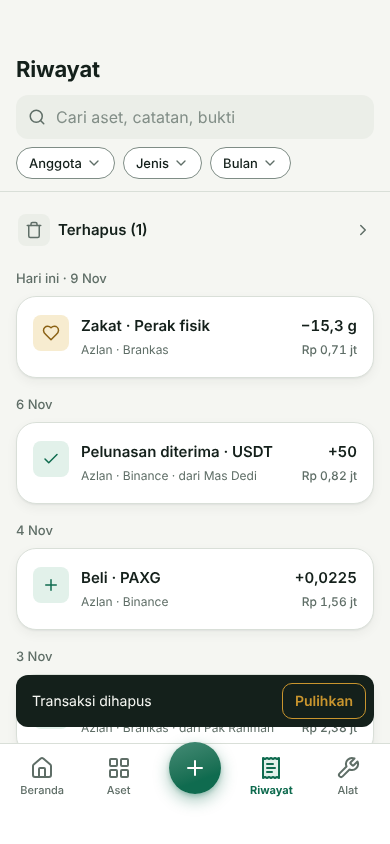 Riwayat
Cari aset, catatan, bukti
Anggota Jenis Bulan
Terhapus (1)
Hari ini · 9 Nov
Zakat · Perak fisik −15,3 g
Azlan · Brankas Rp 0,71 jt
6 Nov
Pelunasan diterima · USDT +50
Azlan · Binance · dari Mas Dedi Rp 0,82 jt
4 Nov
Beli · PAXG +0,0225
Azlan · Binance Rp 1,56 jt
3 Nov
Transaksi dihapus Pulihkan
Azlan · Brankas · dari Pak Rahman Rp 2,38 jt
Beranda Aset Riwayat Alat